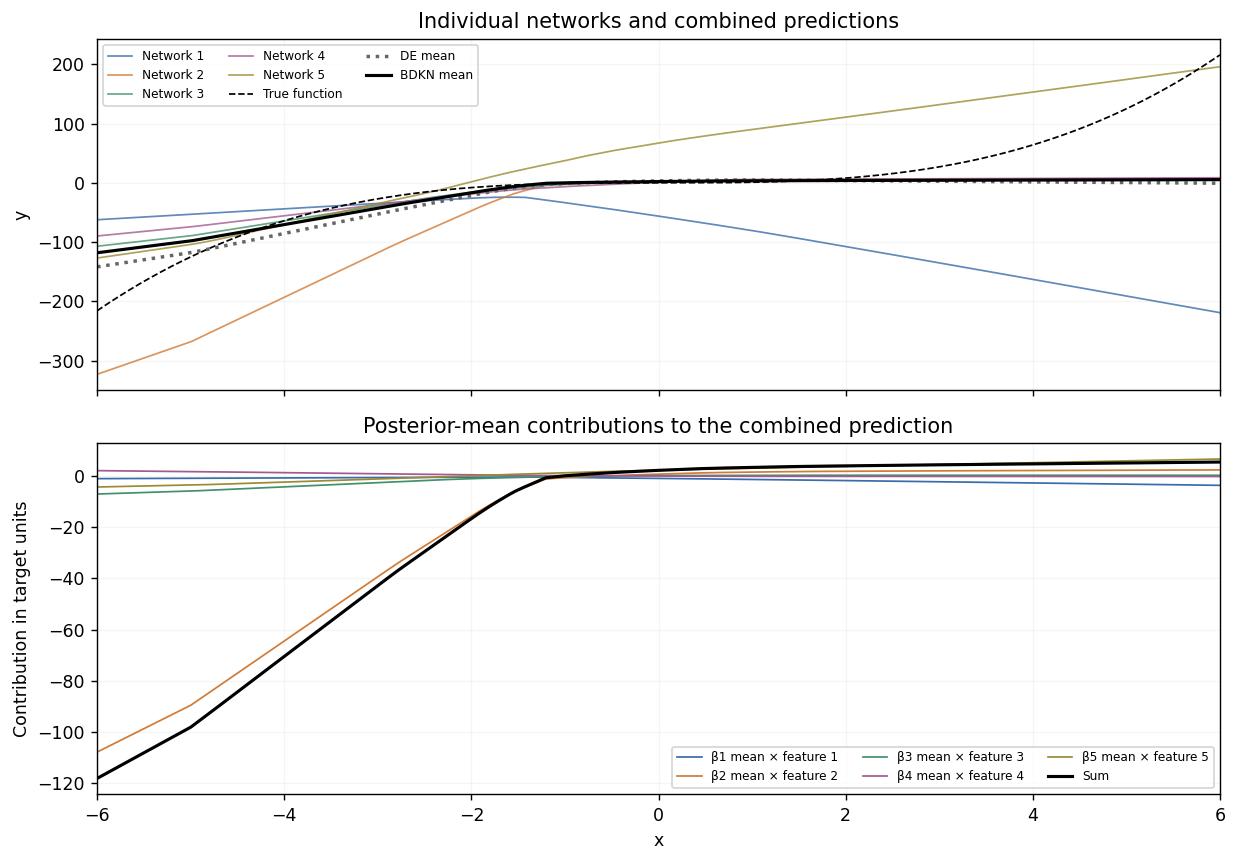 Individual networks and combined predictions
Network 1
Network 2
Network 3
Network 4
Network 5
True function
DE mean
BDKN mean
200
100
0
−100
−200
−300
y
Posterior-mean contributions to the combined prediction
0
−20
−40
−60
−80
−100
−120
Contribution in target units
β1 mean × feature 1
β2 mean × feature 2
β3 mean × feature 3
β4 mean × feature 4
β5 mean × feature 5
Sum
−6 −4 −2 0 2 4 6
x